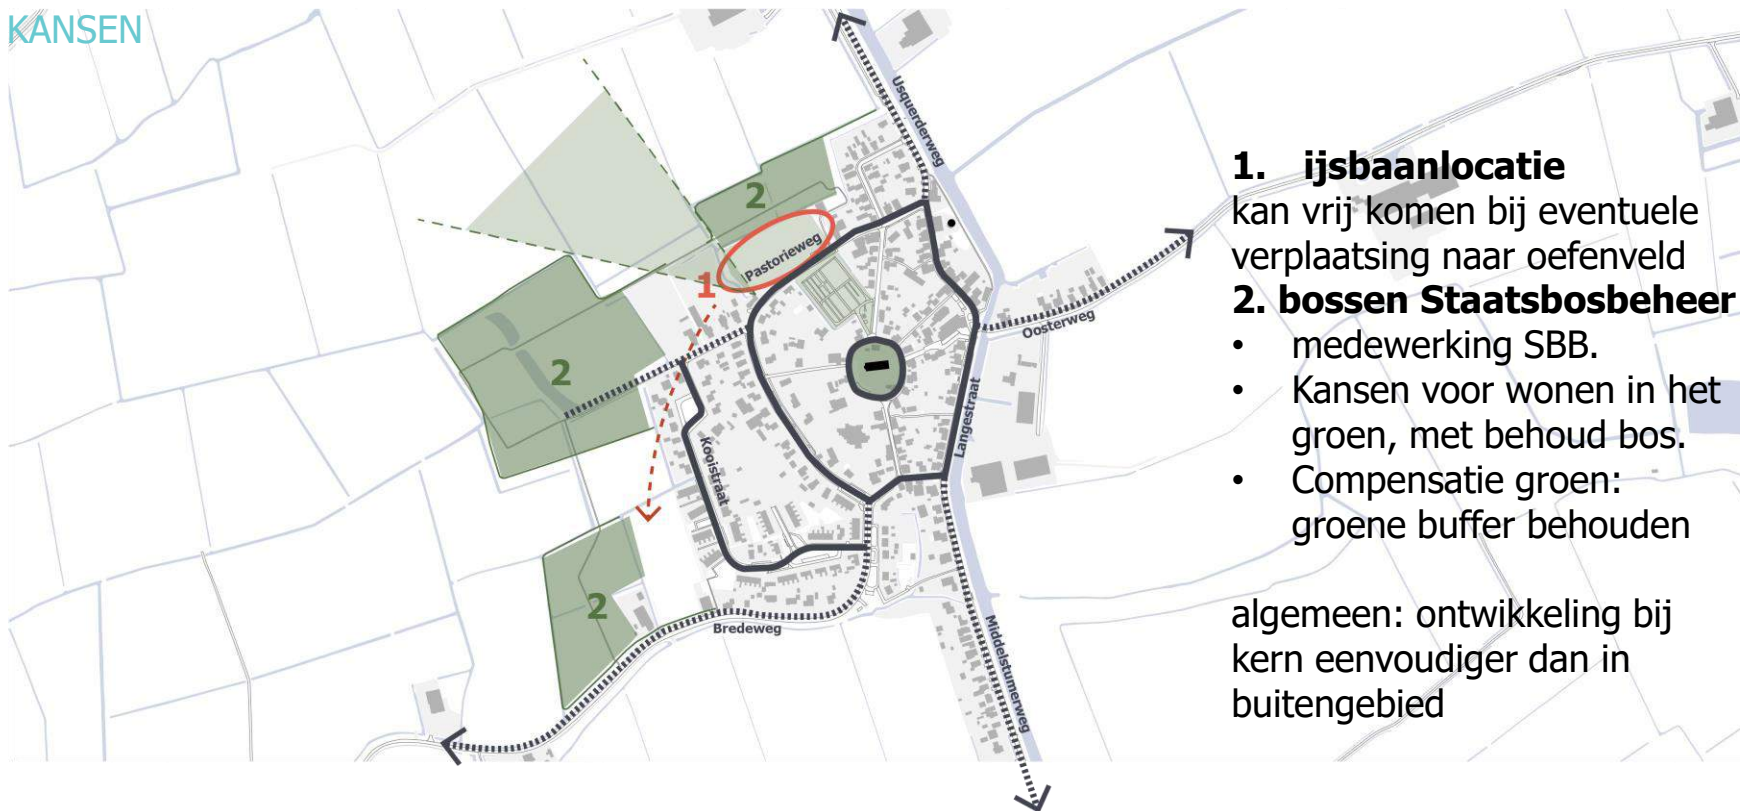 KANSEN
Usquerderweg
2
Pastorieweg
1
Oosterweg
2
Langestraat
Kooistraat
2
Bredeweg
Middelstumerweg
1. ijsbaanlocatie
kan vrij komen bij eventuele
verplaatsing naar oefenveld
2. bossen Staatsbosbeheer
• medewerking SBB.
• Kansen voor wonen in het
groen, met behoud bos.
• Compensatie groen:
groene buffer behouden
algemeen: ontwikkeling bij
kern eenvoudiger dan in
buitengebied